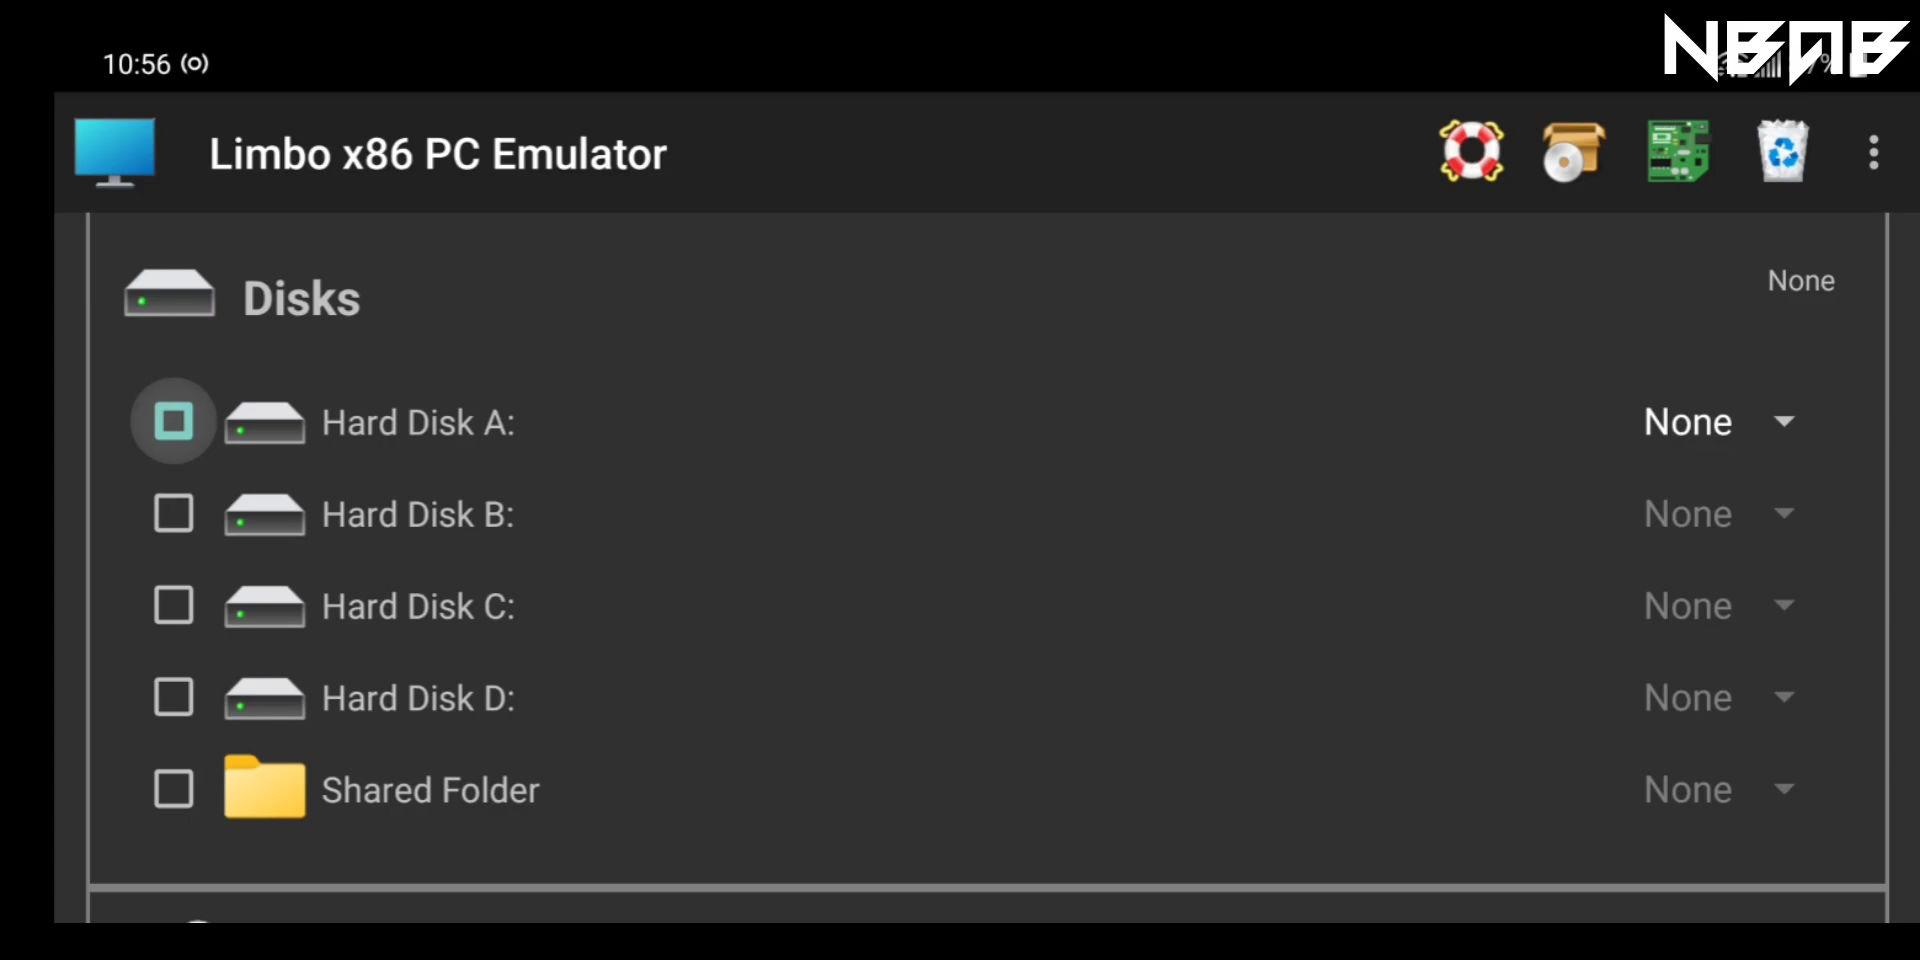 10:56
NBAB
Limbo x86 PC Emulator
Disks
None
Hard Disk A:
None
Hard Disk B:
None
Hard Disk C:
None
Hard Disk D:
None
Shared Folder
None